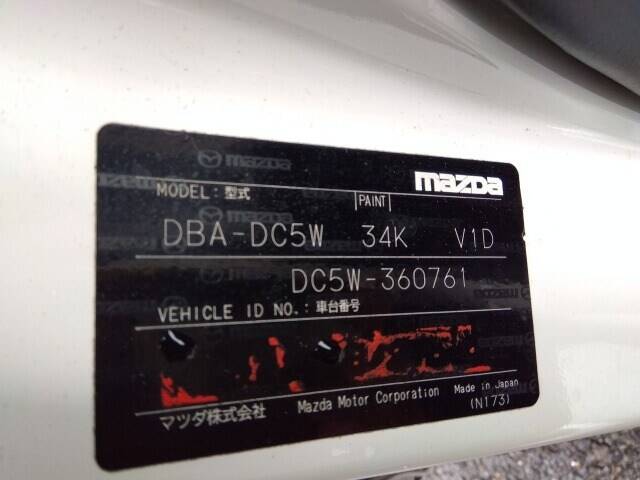 mazda
mazda
MODEL: 型式 PAINT
DBA-DC5W 34K V1D
DC5W-360761
VEHICLE ID NO.: 車台番号
マツダ株式会社 Mazda Motor Corporation Made in Japan
(N173)